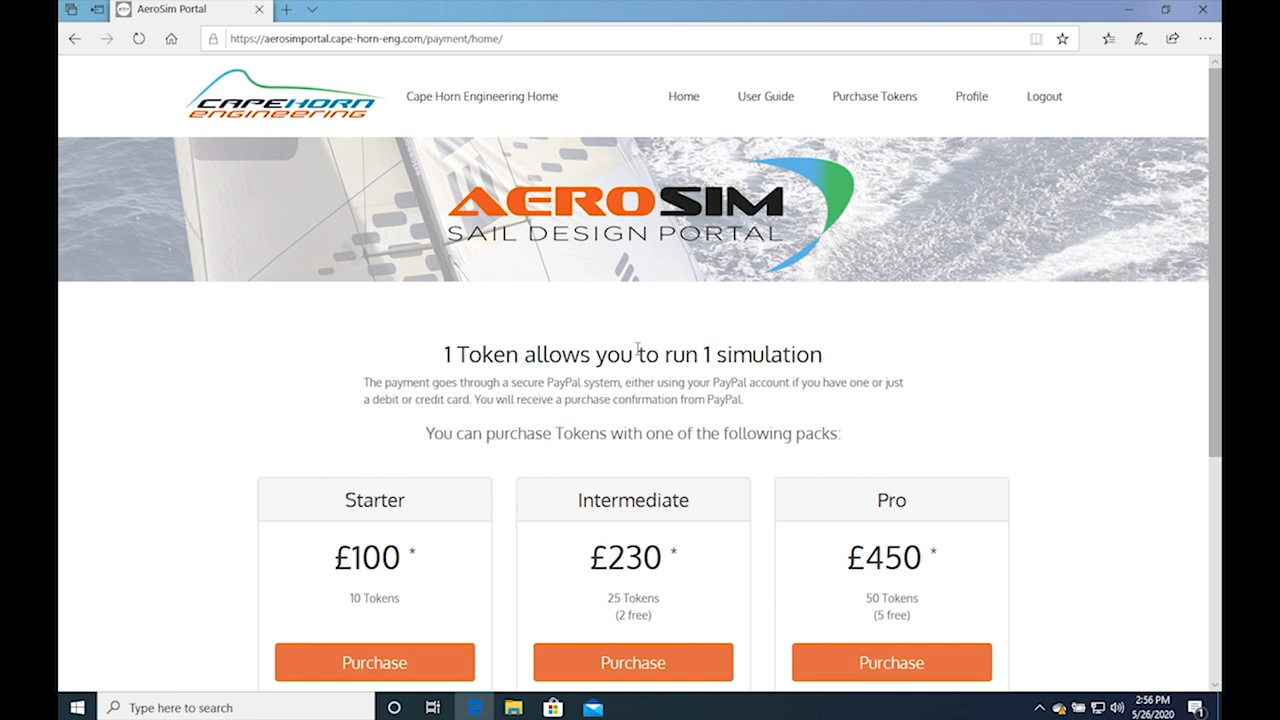 AeroSim Portal
https://aerosimportal.cape-horn-eng.com/payment/home/
CAPEHORN
engineering
Cape Horn Engineering Home
Home
User Guide
Purchase Tokens
Profile
Logout
AEROSIM
SAIL DESIGN PORTAL
1 Token allows you to run 1 simulation
The payment goes through a secure PayPal system, either using your PayPal account if you have one or just
a debit or credit card. You will receive a purchase confirmation from PayPal.
You can purchase Tokens with one of the following packs:
Starter
£100 *
10 Tokens
Purchase
Intermediate
£230 *
25 Tokens
(2 free)
Purchase
Pro
£450 *
50 Tokens
(5 free)
Purchase
Type here to search
2:56 PM
5/26/2020
1